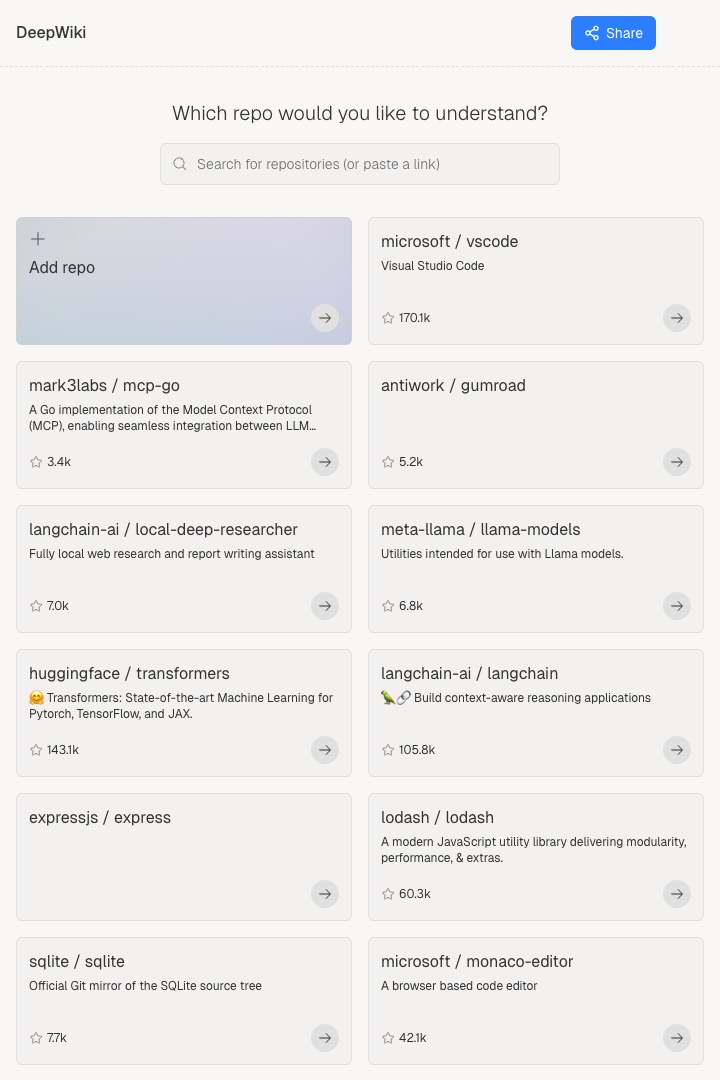 DeepWiki
Share
Which repo would you like to understand?
Search for repositories (or paste a link)
Add repo
microsoft / vscode
Visual Studio Code
170.1k
mark3labs / mcp-go
A Go implementation of the Model Context Protocol
(MCP), enabling seamless integration between LLM...
3.4k
antiwork / gumroad
5.2k
langchain-ai / local-deep-researcher
Fully local web research and report writing assistant
7.0k
meta-llama / llama-models
Utilities intended for use with Llama models.
6.8k
huggingface / transformers
🤗 Transformers: State-of-the-art Machine Learning for
Pytorch, TensorFlow, and JAX.
143.1k
langchain-ai / langchain
🦜🔗 Build context-aware reasoning applications
105.8k
expressjs / express
lodash / lodash
A modern JavaScript utility library delivering modularity,
performance, & extras.
60.3k
sqlite / sqlite
Official Git mirror of the SQLite source tree
7.7k
microsoft / monaco-editor
A browser based code editor
42.1k